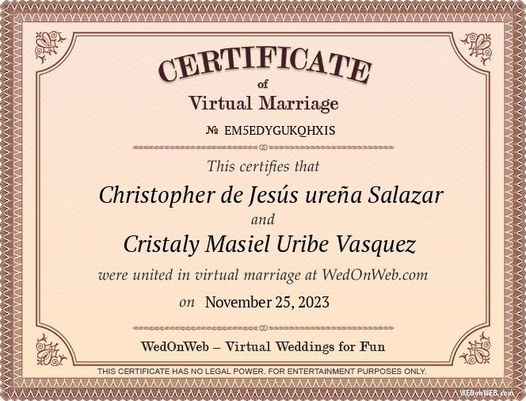 CERTIFICATE
of
Virtual Marriage
№ EM5EDYGUKQHXIS
This certifies that
Christopher de Jesús ureña Salazar
and
Cristaly Masiel Uribe Vasquez
were united in virtual marriage at WedOnWeb.com
on November 25, 2023
WedOnWeb – Virtual Weddings for Fun
THIS CERTIFICATE HAS NO LEGAL POWER. FOR ENTERTAINMENT PURPOSES ONLY.
WEDonWEB.com